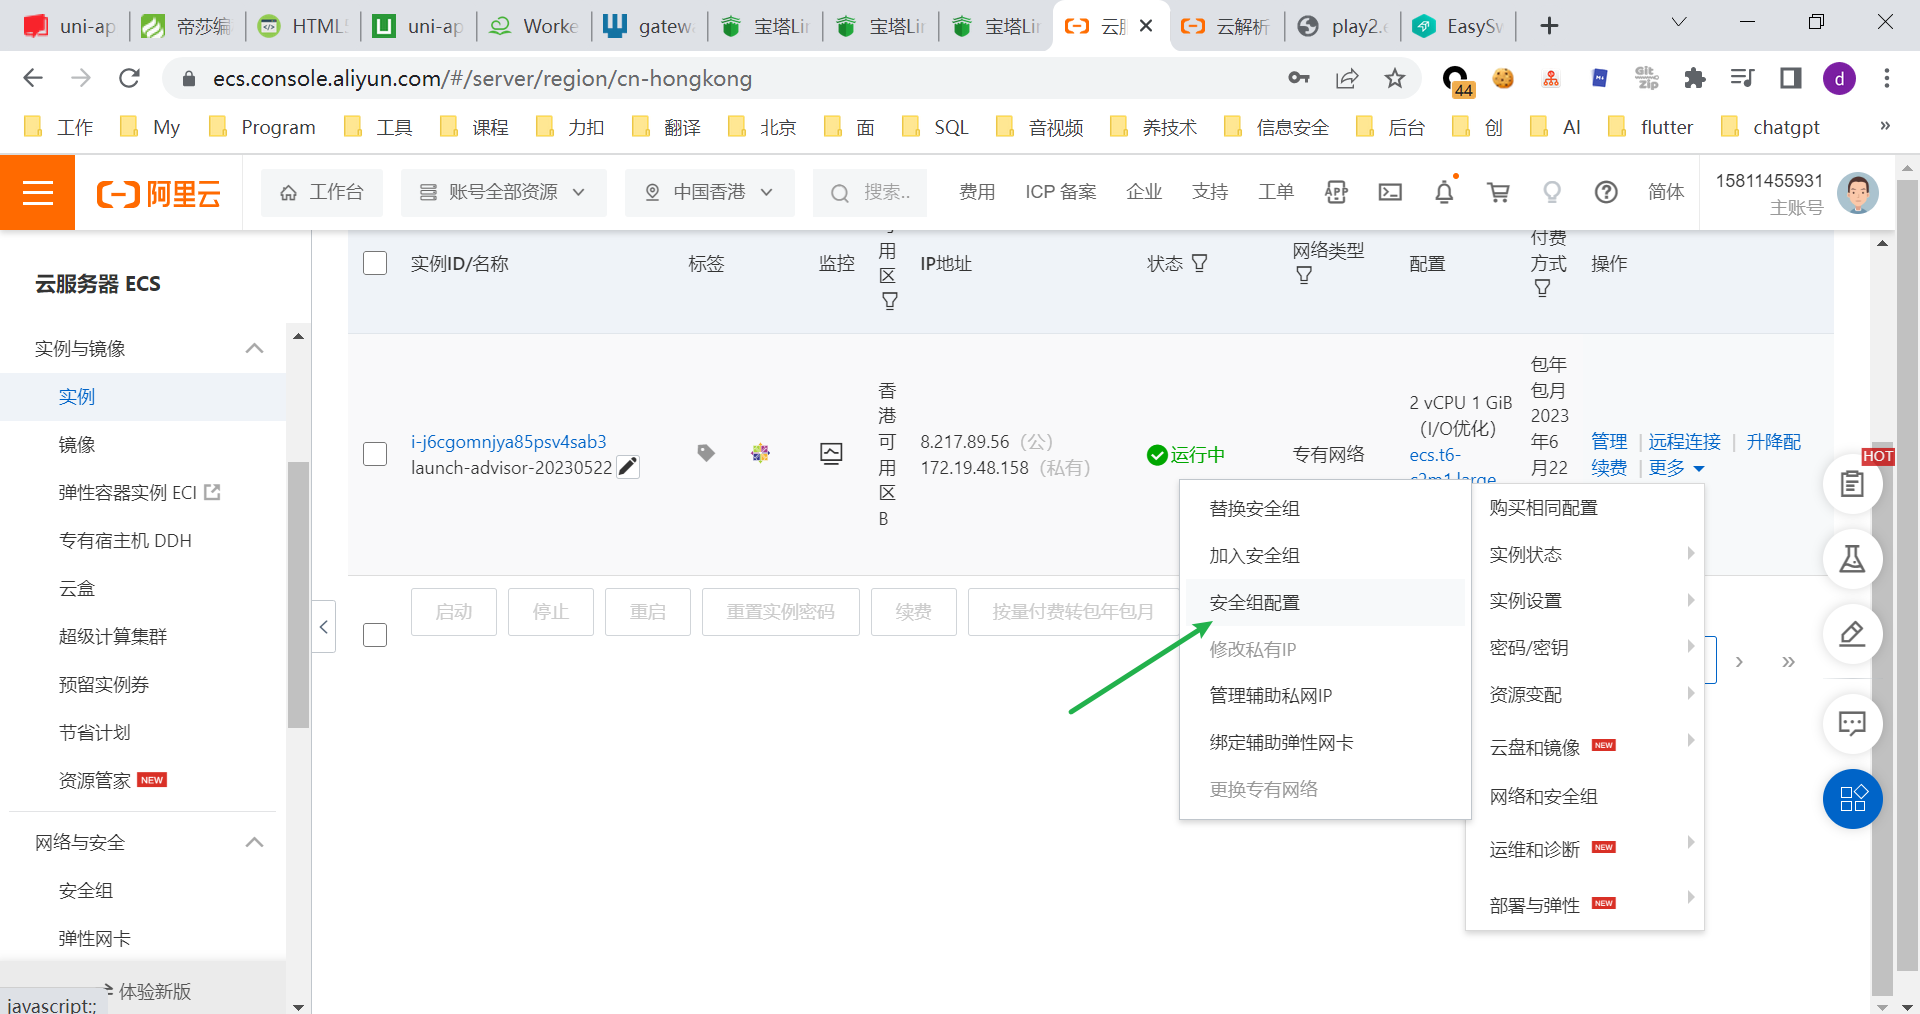 uni-ap
帝莎编
HTML5
uni-ap
Worke
gatew
宝塔Lin
宝塔Lin
宝塔Lin
云服
云解析
play2.
EasySw
ecs.console.aliyun.com/#/server/region/cn-hongkong
44
Git Zip
d
工作
My
Program
工具
课程
力扣
翻译
北京
面
SQL
音视频
养技术
信息安全
后台
创
AI
flutter
chatgpt
»
阿里云
工作台
账号全部资源
中国香港
搜索..
费用
ICP 备案
企业
支持
工单
APP
简体
15811455931
主账号
云服务器 ECS
实例与镜像
实例
镜像
弹性容器实例 ECI
专有宿主机 DDH
云盒
超级计算集群
预留实例券
节省计划
资源管家 NEW
网络与安全
安全组
弹性网卡
体验新版
javascript:;
实例ID/名称
标签
监控
用
区
IP地址
状态
网络类型
配置
付费
方式
操作
i-j6cgomnjya85psv4sab3
launch-advisor-20230522
香
港
可
用
区
B
8.217.89.56（公）
172.19.48.158（私有）
运行中
专有网络
2 vCPU 1 GiB
（I/O优化）
ecs.t6-
c2m1.large
包年
包月
2023
年6
月22
管理 | 远程连接 | 升降配
续费 | 更多
启动
停止
重启
重置实例密码
续费
按量付费转包年包月
替换安全组
加入安全组
安全组配置
修改私有IP
管理辅助私网IP
绑定辅助弹性网卡
更换专有网络
购买相同配置
实例状态
实例设置
密码/密钥
资源变配
云盘和镜像 NEW
网络和安全组
运维和诊断 NEW
部署与弹性 NEW
HOT
› »